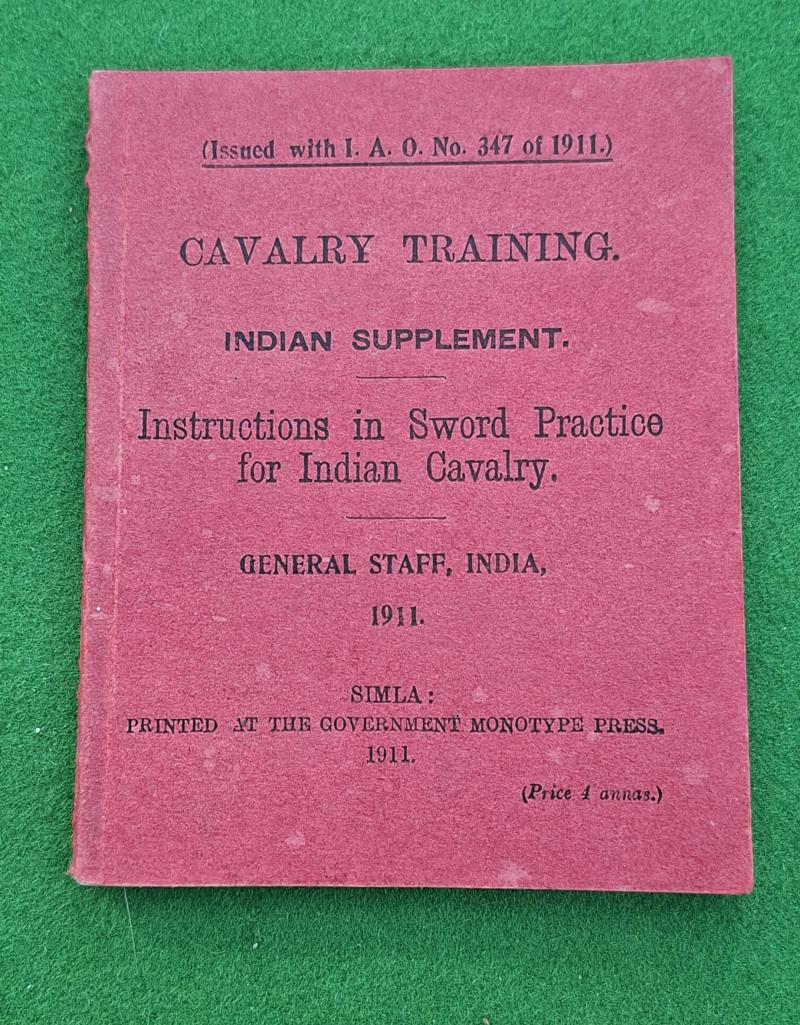 (Issued with I. A. O. No. 347 of 1911.)
CAVALRY TRAINING.
INDIAN SUPPLEMENT.
Instructions in Sword Practice
for Indian Cavalry.
GENERAL STAFF, INDIA,
1911.
SIMLA:
PRINTED AT THE GOVERNMENT MONOTYPE PRESS.
1911.
(Price 4 annas.)